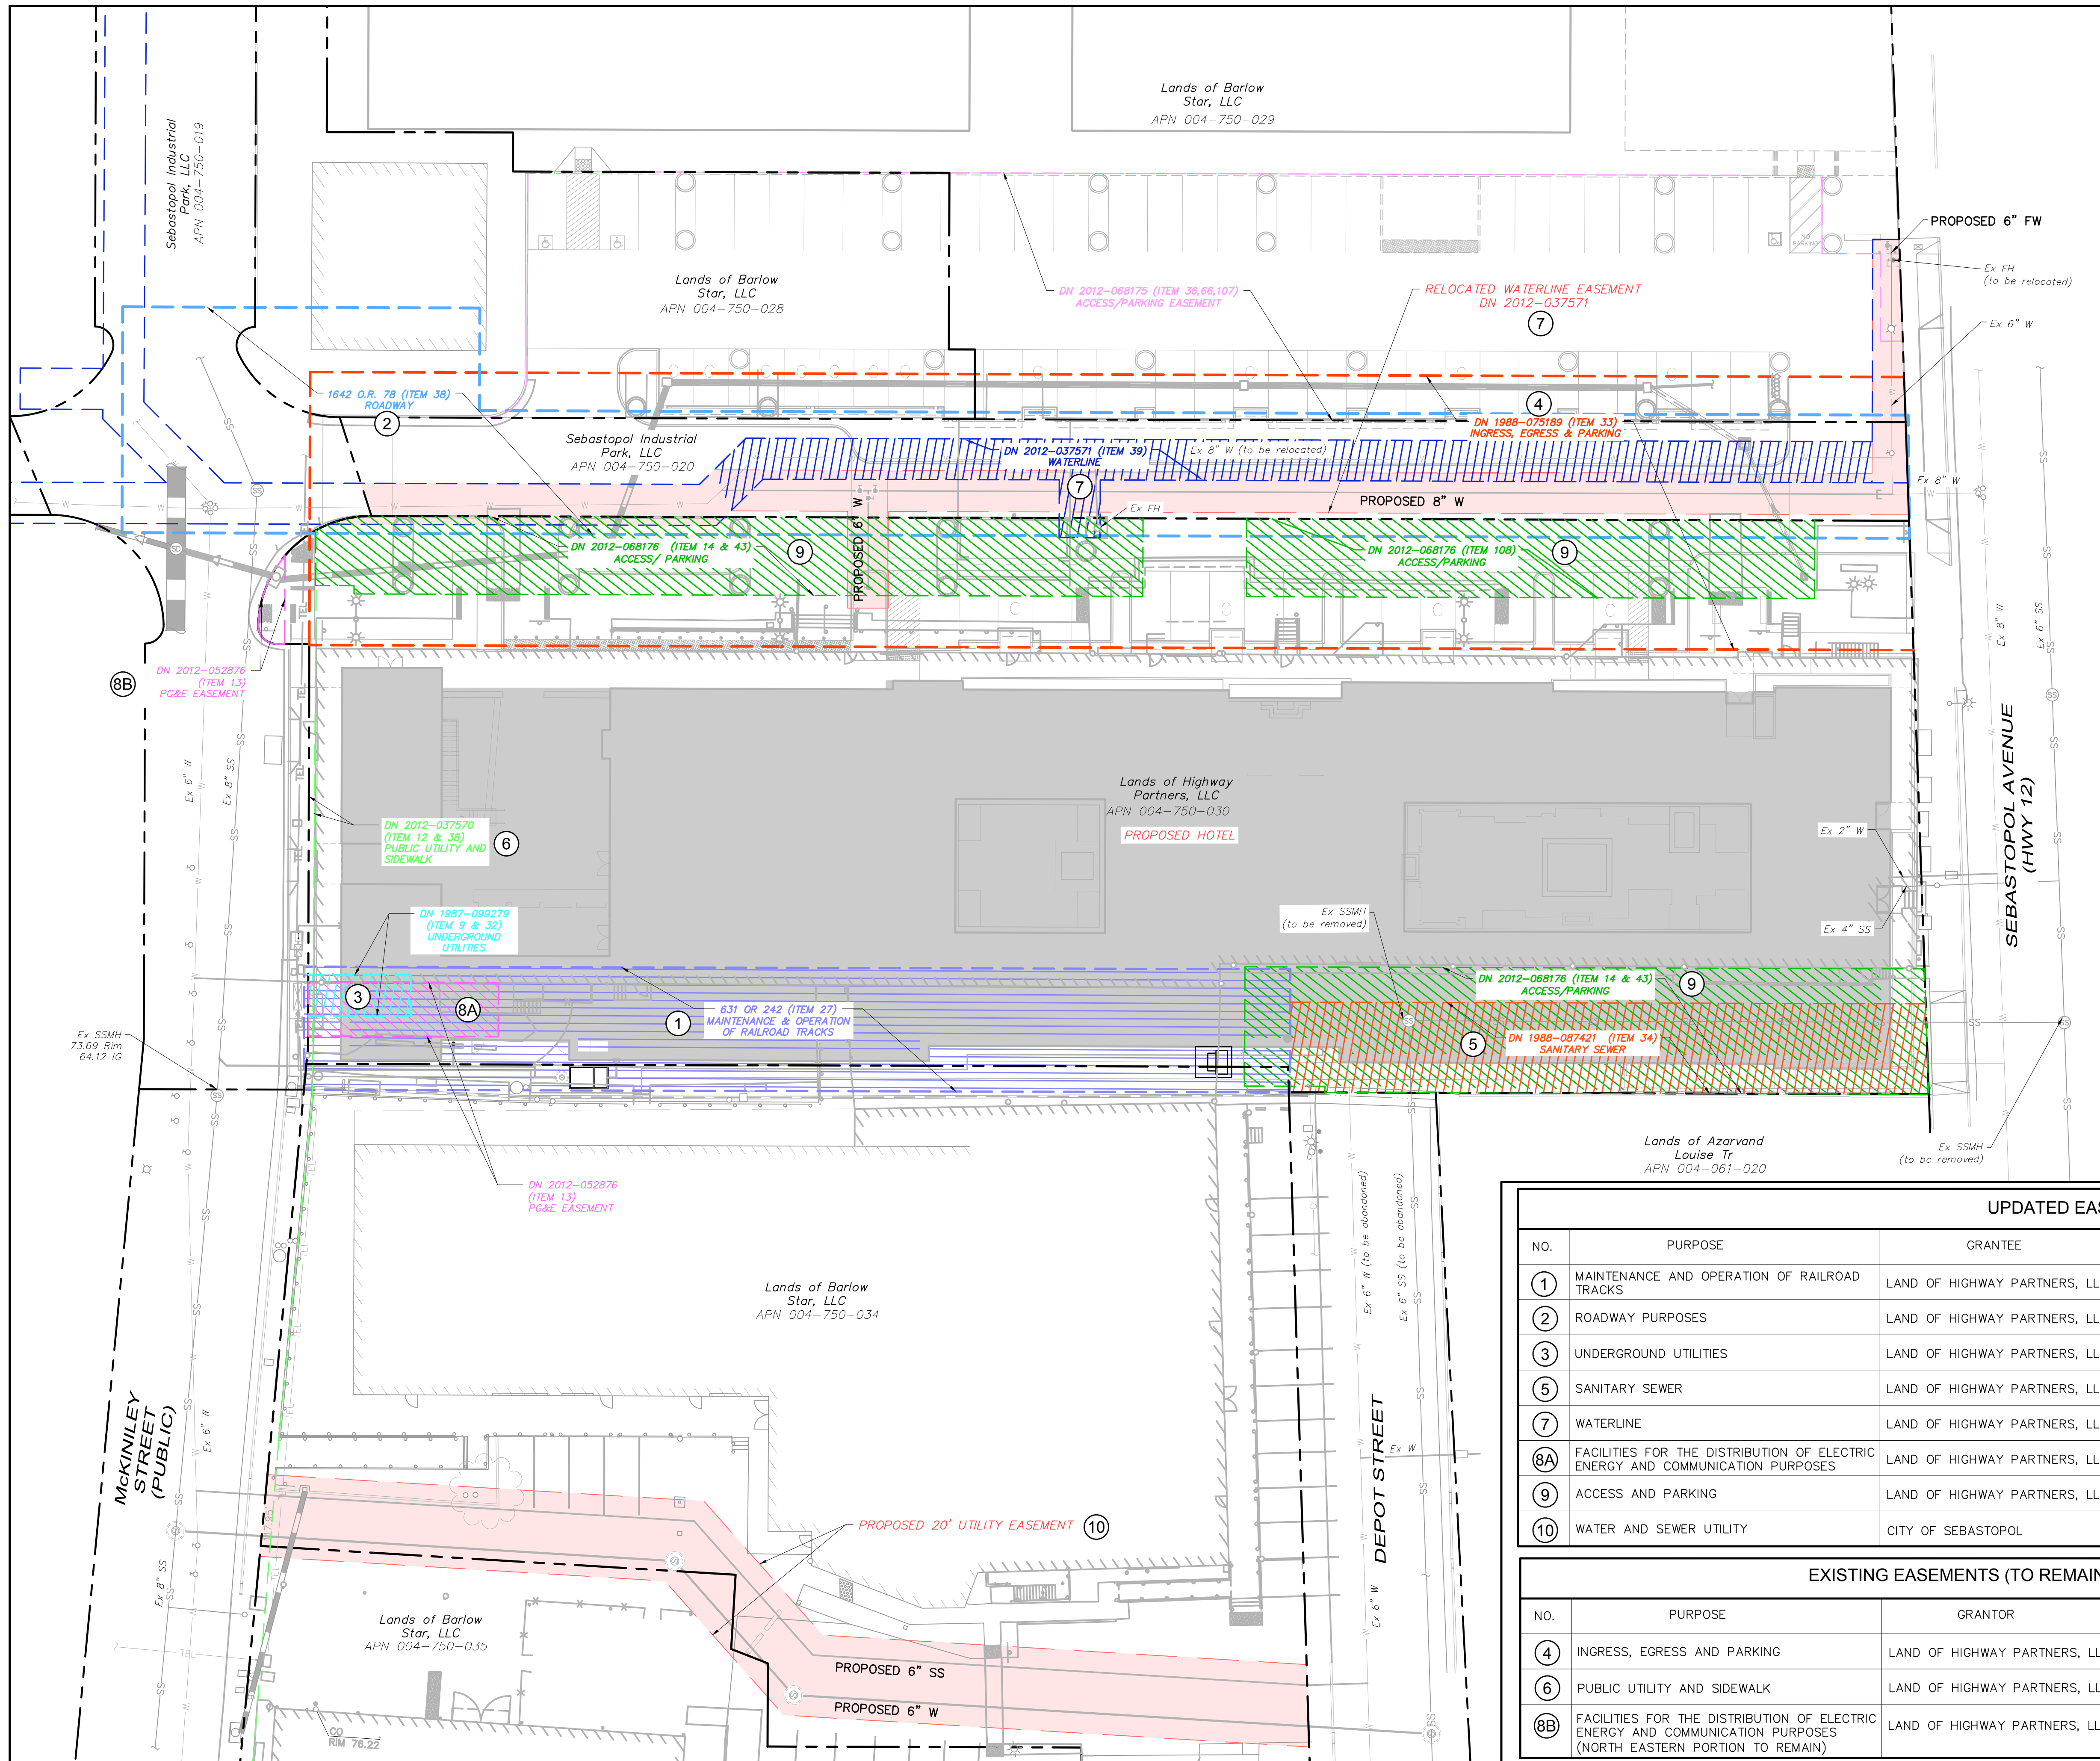 Lands of Barlow
Star, LLC
APN 004-750-029
Sebastopol Industrial
Park, LLC
APN 004-750-019
PROPOSED 6" FW
Ex FH
(to be relocated)
Ex 6" W
NO
PARKING
Lands of Barlow
Star, LLC
APN 004-750-028
DN 2012-068175 (ITEM 36,66,107)
ACCESS/PARKING EASEMENT
RELOCATED WATERLINE EASEMENT
DN 2012-037571
7
1642 O.R. 78 (ITEM 38)
ROADWAY
2
4
DN 1988-075189 (ITEM 33)
INGRESS, EGRESS & PARKING
Sebastopol Industrial
Park, LLC
APN 004-750-020
DN 2012-037571 (ITEM 39)
WATERLINE
Ex 8" W (to be relocated)
7
Ex 8" W
PROPOSED 8" W
PROPOSED 6" W
Ex FH
DN 2012-068176 (ITEM 14 & 43)
ACCESS/ PARKING
9
DN 2012-068176 (ITEM 108)
ACCESS/PARKING
9
Ex 8" W
Ex 6" SS
8B
DN 2012-052876
(ITEM 13)
PG&E EASEMENT
Ex 6" W
Ex 8" SS
Lands of Highway
Partners, LLC
APN 004-750-030
PROPOSED HOTEL
DN 2012-037570
(ITEM 12 & 38)
PUBLIC UTILITY AND
SIDEWALK
6
Ex 2" W
SEBASTOPOL AVENUE
(HWY 12)
DN 1987-099279
(ITEM 9 & 32)
UNDERGROUND
UTILITIES
Ex SSMH
(to be removed)
Ex 4" SS
3
8A
1
631 OR 242 (ITEM 27)
MAINTENANCE & OPERATION
OF RAILROAD TRACKS
DN 2012-068176 (ITEM 14 & 43)
ACCESS/PARKING
9
5
DN 1988-087421 (ITEM 34)
SANITARY SEWER
Ex SSMH
73.69 Rim
64.12 IG
Lands of Azarvand
Louise Tr
APN 004-061-020
Ex SSMH
(to be removed)
DN 2012-052876
(ITEM 13)
PG&E EASEMENT
Ex 6" W (to be abandoned)
Ex 6" SS (to be abandoned)
Lands of Barlow
Star, LLC
APN 004-750-034
McKINILEY
STREET
(PUBLIC)
Ex 6" W
Ex 8" SS
DEPOT STREET
Ex W
Ex 6" W
PROPOSED 20' UTILITY EASEMENT
10
Lands of Barlow
Star, LLC
APN 004-750-035
PROPOSED 6" SS
PROPOSED 6" W
CO
RIM 76.22
UPDATED EAS
NO. PURPOSE GRANTEE
1 MAINTENANCE AND OPERATION OF RAILROAD
TRACKS LAND OF HIGHWAY PARTNERS, LL
2 ROADWAY PURPOSES LAND OF HIGHWAY PARTNERS, LL
3 UNDERGROUND UTILITIES LAND OF HIGHWAY PARTNERS, LL
5 SANITARY SEWER LAND OF HIGHWAY PARTNERS, LL
7 WATERLINE LAND OF HIGHWAY PARTNERS, LL
8A FACILITIES FOR THE DISTRIBUTION OF ELECTRIC
ENERGY AND COMMUNICATION PURPOSES LAND OF HIGHWAY PARTNERS, LL
9 ACCESS AND PARKING LAND OF HIGHWAY PARTNERS, LL
10 WATER AND SEWER UTILITY CITY OF SEBASTOPOL
EXISTING EASEMENTS (TO REMAIN
NO. PURPOSE GRANTOR
4 INGRESS, EGRESS AND PARKING LAND OF HIGHWAY PARTNERS, LL
6 PUBLIC UTILITY AND SIDEWALK LAND OF HIGHWAY PARTNERS, LL
8B FACILITIES FOR THE DISTRIBUTION OF ELECTRIC
ENERGY AND COMMUNICATION PURPOSES
(NORTH EASTERN PORTION TO REMAIN) LAND OF HIGHWAY PARTNERS, LL